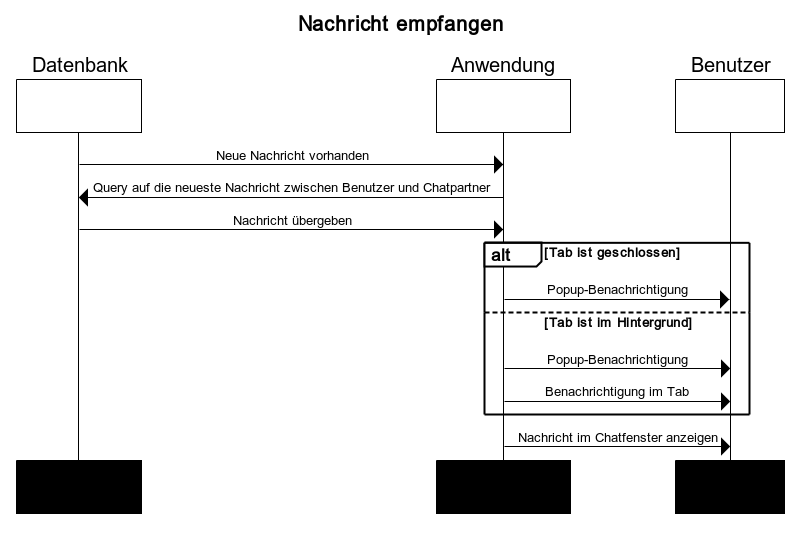 Nachricht empfangen
Datenbank
Anwendung
Benutzer
Neue Nachricht vorhanden
Query auf die neueste Nachricht zwischen Benutzer und Chatpartner
Nachricht übergeben
alt
[Tab ist geschlossen]
Popup-Benachrichtigung
[Tab ist im Hintergrund]
Popup-Benachrichtigung
Benachrichtigung im Tab
Nachricht im Chatfenster anzeigen